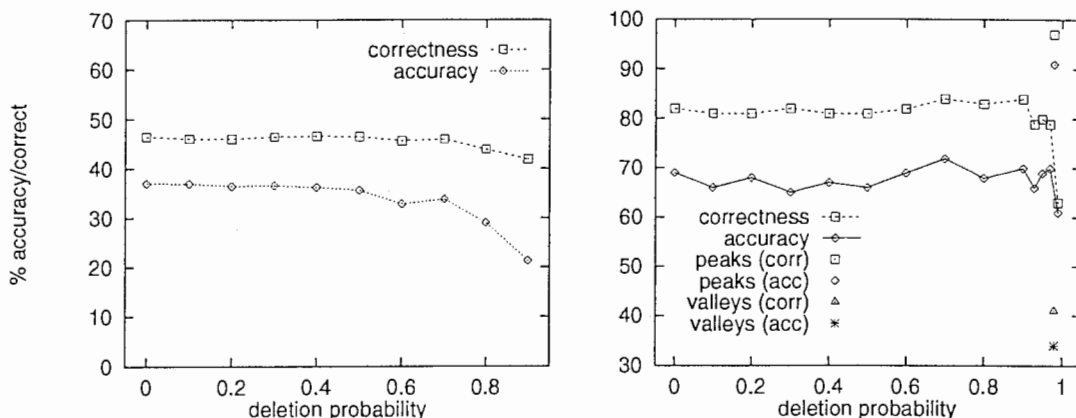 70
60
50
40
30
20
10
0
% accuracy/correct
correctness
accuracy
0 0.2 0.4 0.6 0.8
deletion probability
100
90
80
70
60
50
40
30
correctness
accuracy
peaks (corr)
peaks (acc)
valleys (corr)
valleys (acc)
0 0.2 0.4 0.6 0.8 1
deletion probability